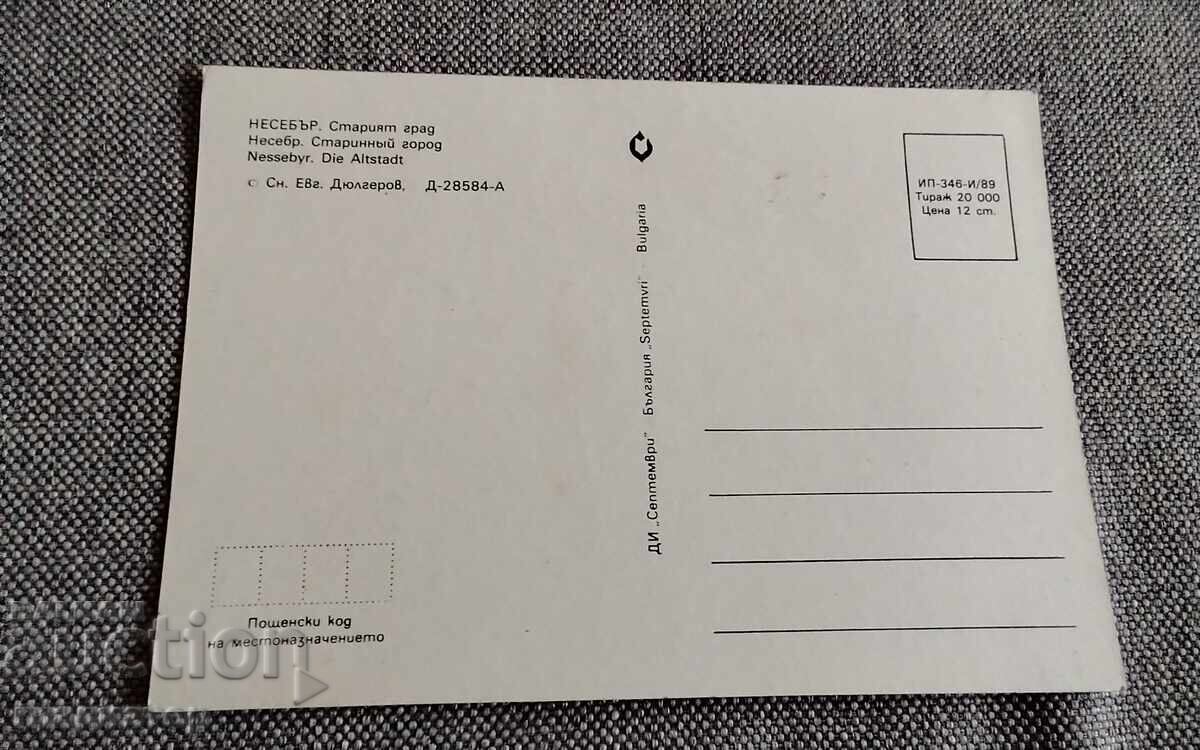 НЕСЕБЪР. Старият град
Несебр. Старинный город
Nessebyr. Die Altstadt
© Сн. Евг. Дюлгеров, Д-28584-А
ДИ „Септември" България „Septemvri" Bulgaria
ИП-346-И/89
Тираж 20 000
Цена 12 ст.
Пощенски код
на местоназначението
auction